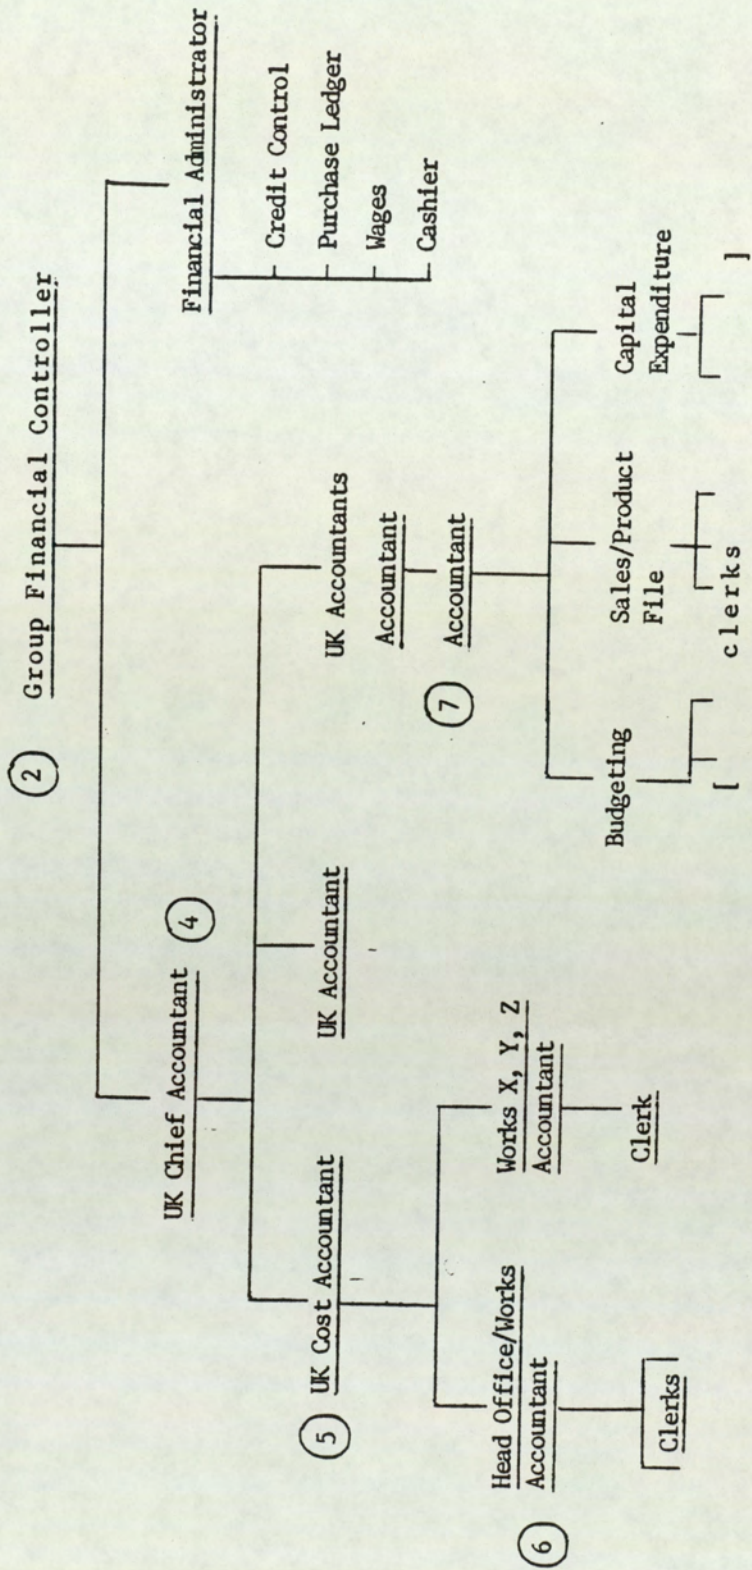 ② Group Financial Controller
UK Chief Accountant ④
Financial Administrator
Credit Control
Purchase Ledger
Wages
Cashier
⑤ UK Cost Accountant
UK Accountant
UK Accountants
Accountant
⑦ Accountant
⑥ Head Office/Works
Accountant
Clerks
Works X, Y, Z
Accountant
Clerk
Budgeting
Sales/Product
File
Capital
Expenditure
[ clerks ]